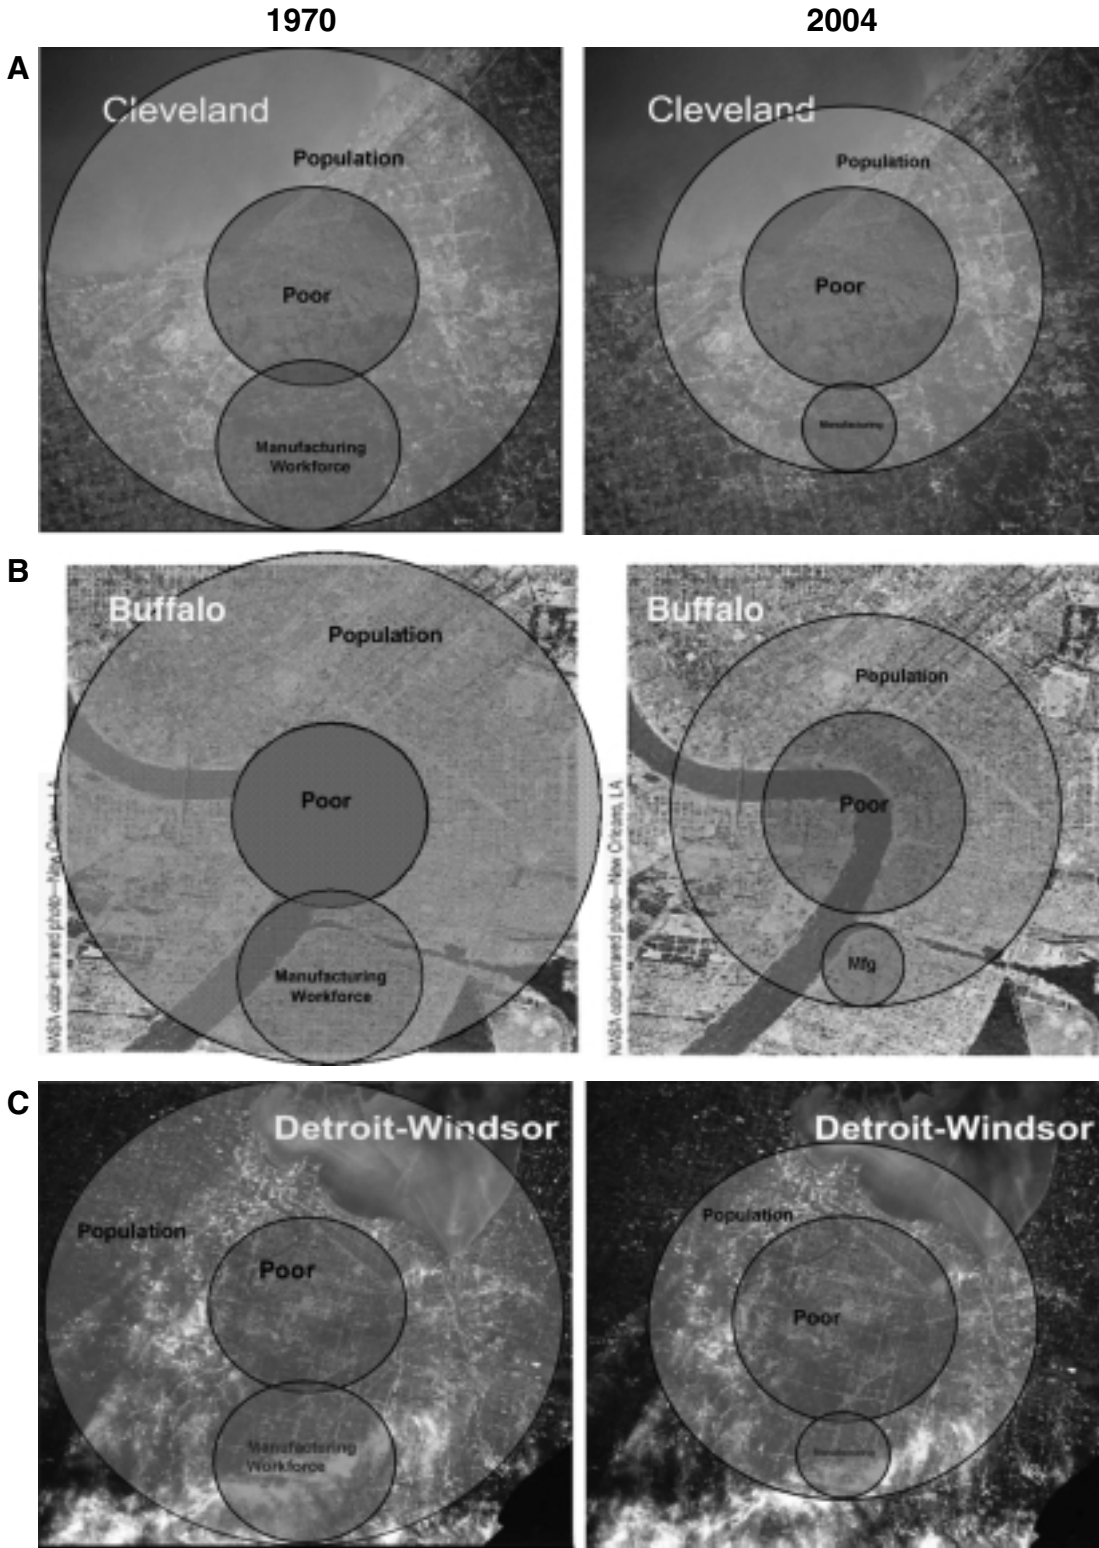 1970
2004
A
Cleveland
Population
Poor
Manufacturing
Workforce
Cleveland
Population
Poor
Manufacturing
B
Buffalo
Population
Poor
Manufacturing
Workforce
NASA color-infrared photo—New Orleans, LA
Buffalo
Population
Poor
Mfg
NASA color-infrared photo—New Orleans, LA
C
Detroit-Windsor
Population
Poor
Manufacturing
Workforce
Detroit-Windsor
Population
Poor
Manufacturing